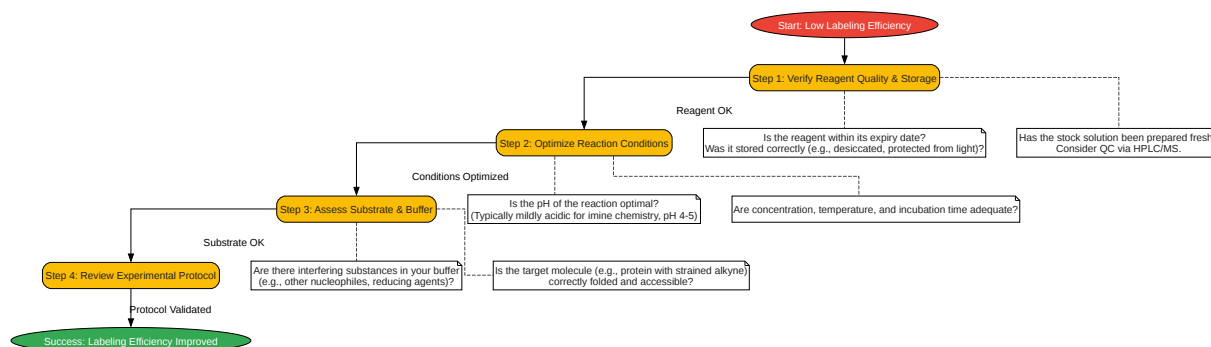 Start: Low Labeling Efficiency
Step 1: Verify Reagent Quality & Storage
Reagent OK
Is the reagent within its expiry date?
Was it stored correctly (e.g., desiccated, protected from light)?
Has the stock solution been prepared fresh
Consider QC via HPLC/MS.
Step 2: Optimize Reaction Conditions
Conditions Optimized
Is the pH of the reaction optimal?
(Typically mildly acidic for imine chemistry, pH 4-5)
Are concentration, temperature, and incubation time adequate?
Step 3: Assess Substrate & Buffer
Substrate OK
Are there interfering substances in your buffer
(e.g., other nucleophiles, reducing agents)?
Is the target molecule (e.g., protein with strained alkyne)
correctly folded and accessible?
Step 4: Review Experimental Protocol
Protocol Validated
Success: Labeling Efficiency Improved